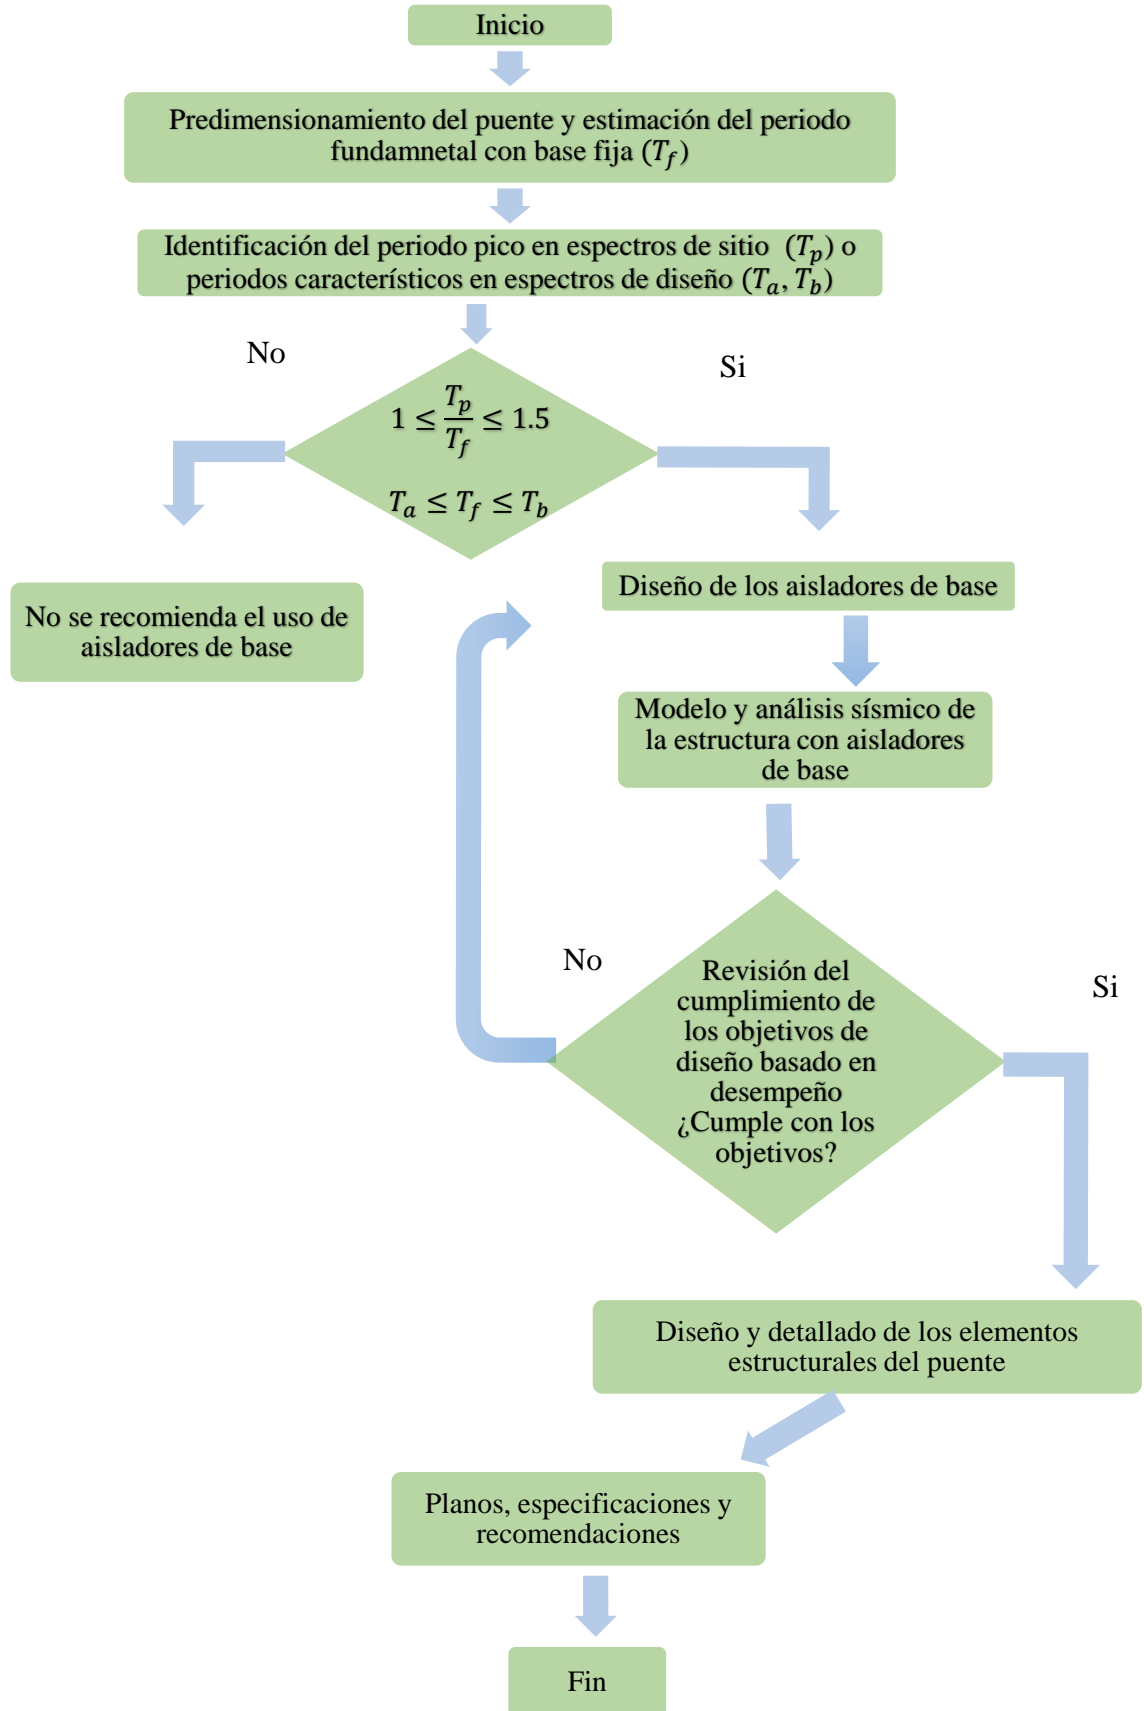 Inicio
Predimensionamiento del puente y estimación del periodo
fundamnetal con base fija (T_f)
Identificación del periodo pico en espectros de sitio (T_p) o
periodos característicos en espectros de diseño (T_a, T_b)
No
Si
1 ≤ T_p/T_f ≤ 1.5
T_a ≤ T_f ≤ T_b
No se recomienda el uso de
aisladores de base
Diseño de los aisladores de base
Modelo y análisis sísmico de
la estructura con aisladores
de base
No
Si
Revisión del
cumplimiento de
los objetivos de
diseño basado en
desempeño
¿Cumple con los
objetivos?
Diseño y detallado de los elementos
estructurales del puente
Planos, especificaciones y
recomendaciones
Fin